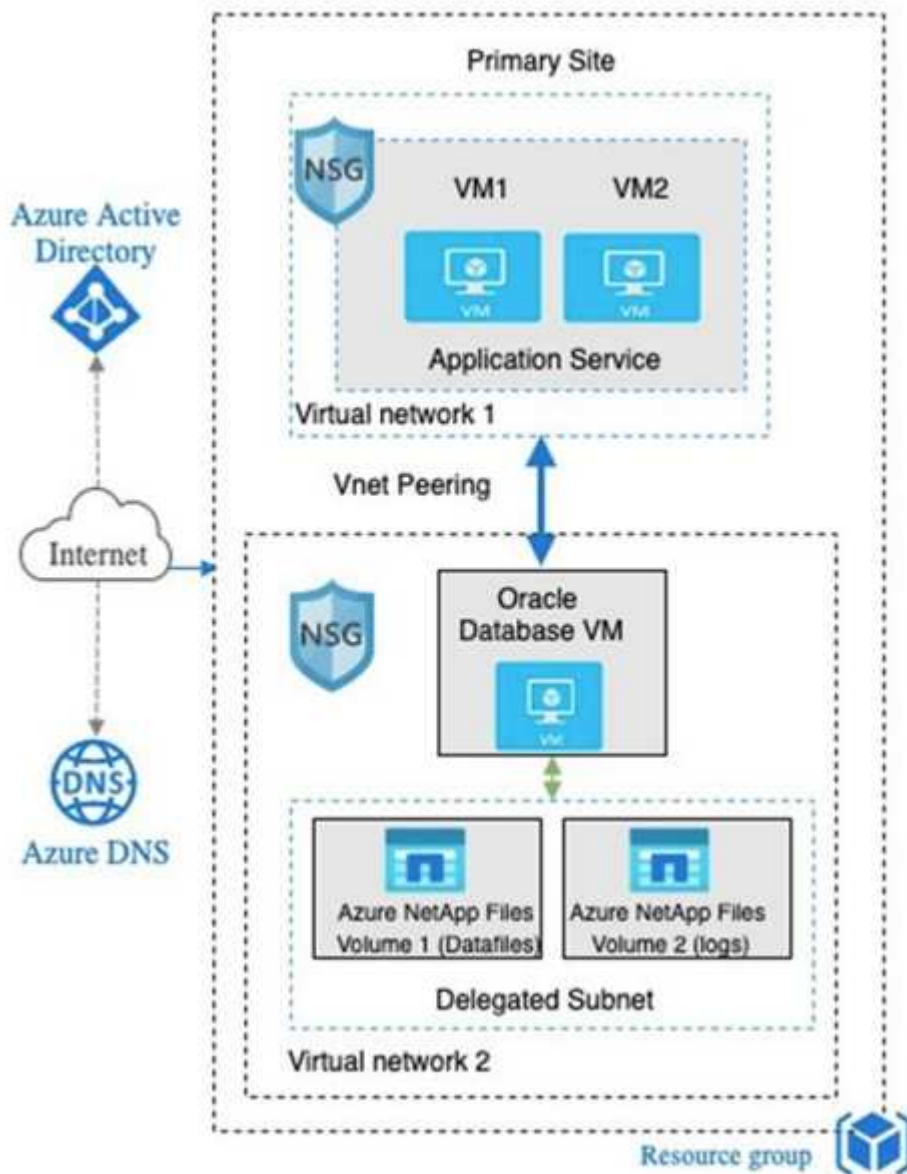 Primary Site
NSG
VM1
VM2
VM
VM
Application Service
Virtual network 1
Azure Active
Directory
Vnet Peering
Internet
NSG
Oracle
Database VM
VM
DNS
Azure DNS
Azure NetApp Files
Volume 1 (Datafiles)
Azure NetApp Files
Volume 2 (logs)
Delegated Subnet
Virtual network 2
Resource group